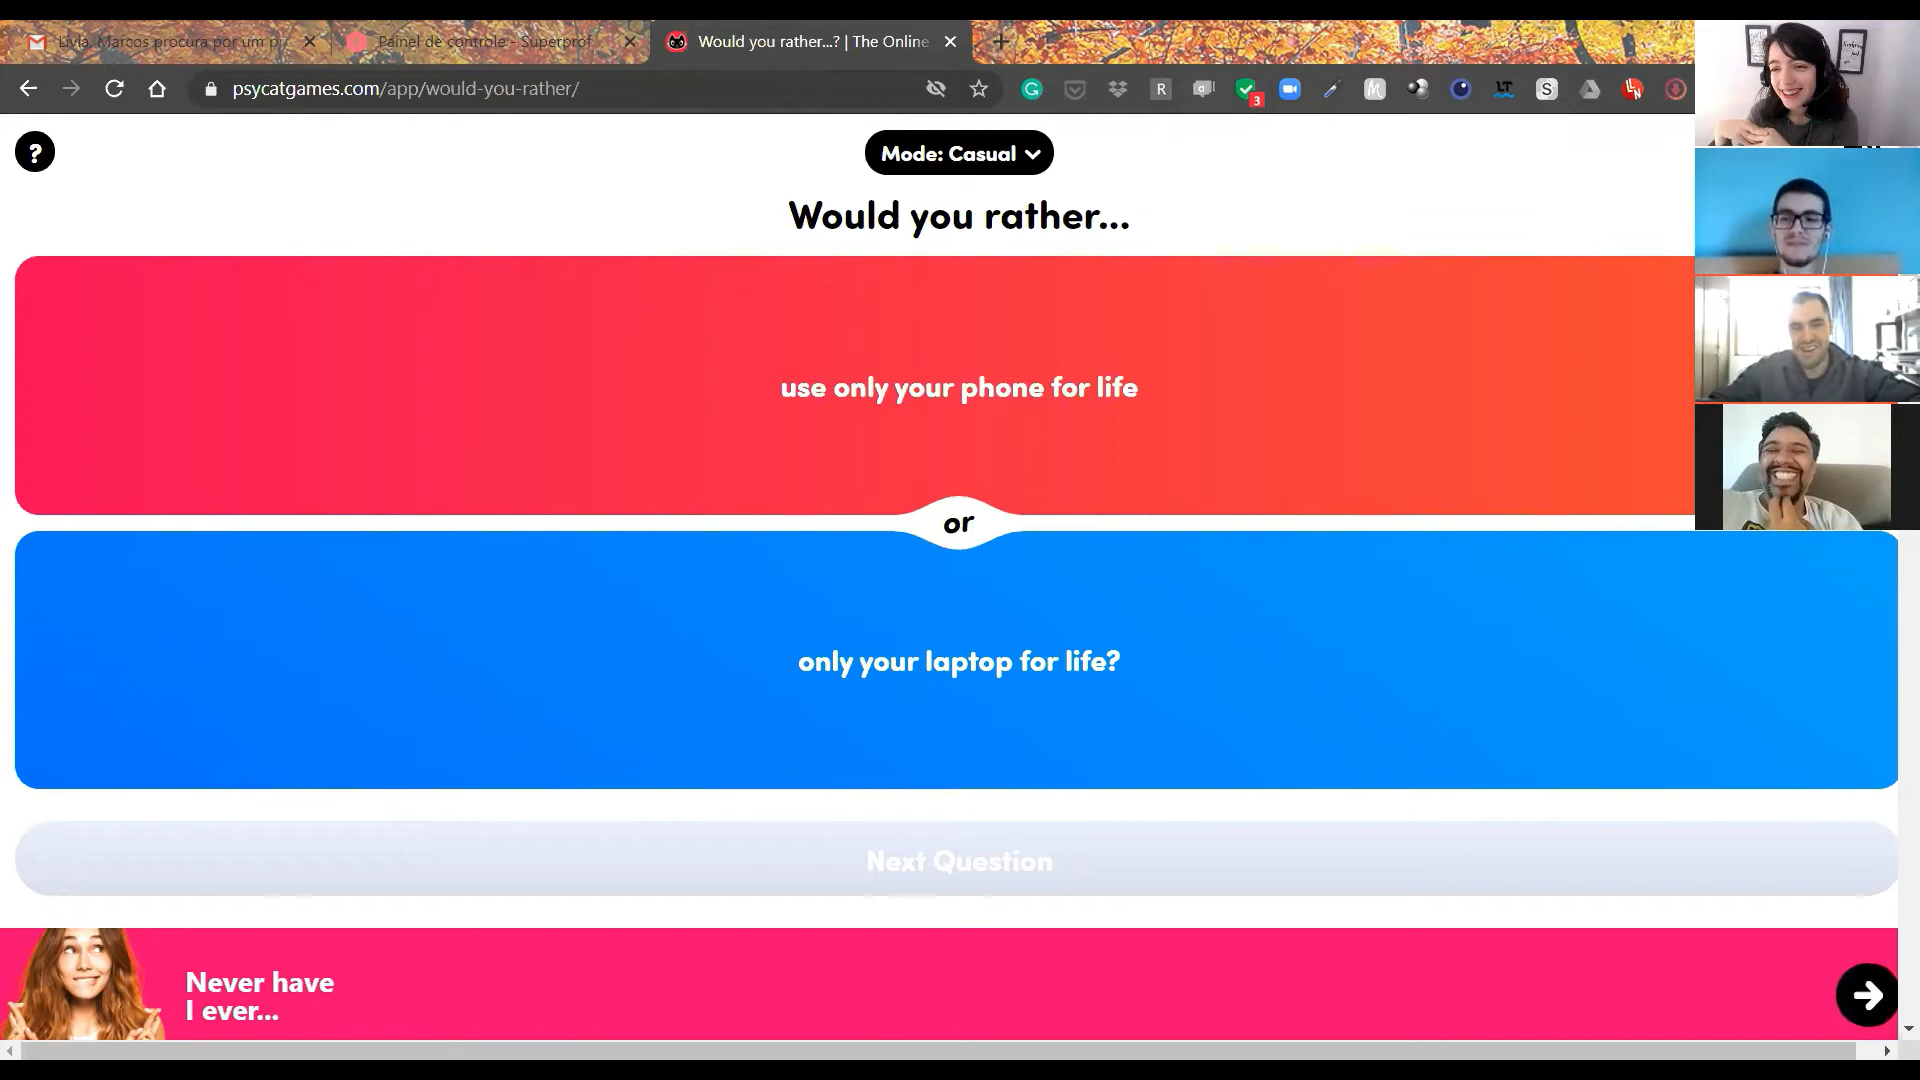 Livia, Marcos procura por um pr
Painel de controle - Superprof
Would you rather...? | The Online
psycatgames.com/app/would-you-rather/
3
?
Mode: Casual
Would you rather...
use only your phone for life
or
only your laptop for life?
Next Question
Never have
I ever...